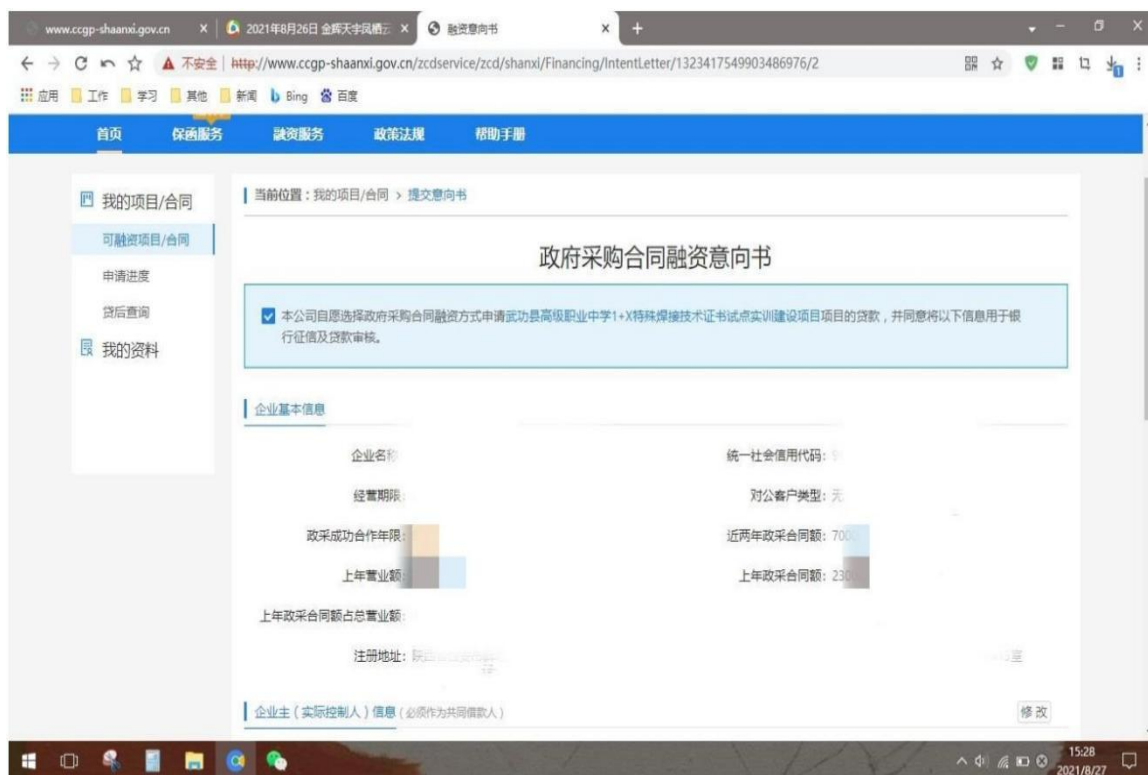 www.ccgp-shaanxi.gov.cn
2021年8月26日 金辉天宇凤栖云
融资意向书
不安全 http://www.ccgp-shaanxi.gov.cn/zcdservice/zcd/shanxi/Financing/IntentLetter/1323417549903486976/2
应用 工作 学习 其他 新闻 Bing 百度
首页 保函服务 融资服务 政策法规 帮助手册
我的项目/合同
可融资项目/合同
申请进度
贷后查询
我的资料
当前位置：我的项目/合同 > 提交意向书
政府采购合同融资意向书
本公司自愿选择政府采购合同融资方式申请武功县高级职业中学1+X特殊焊接技术证书试点实训建设项目项目的贷款，并同意将以下信息用于银
行征信及贷款审核。
企业基本信息
企业名称 统一社会信用代码：
经营期限： 对公客户类型：无
政采成功合作年限： 近两年政采合同额：700
上年营业额： 上年政采合同额：230
上年政采合同额占总营业额：
注册地址： 室
企业主（实际控制人）信息（必须作为共同借款人） 修改
15:28
2021/8/27